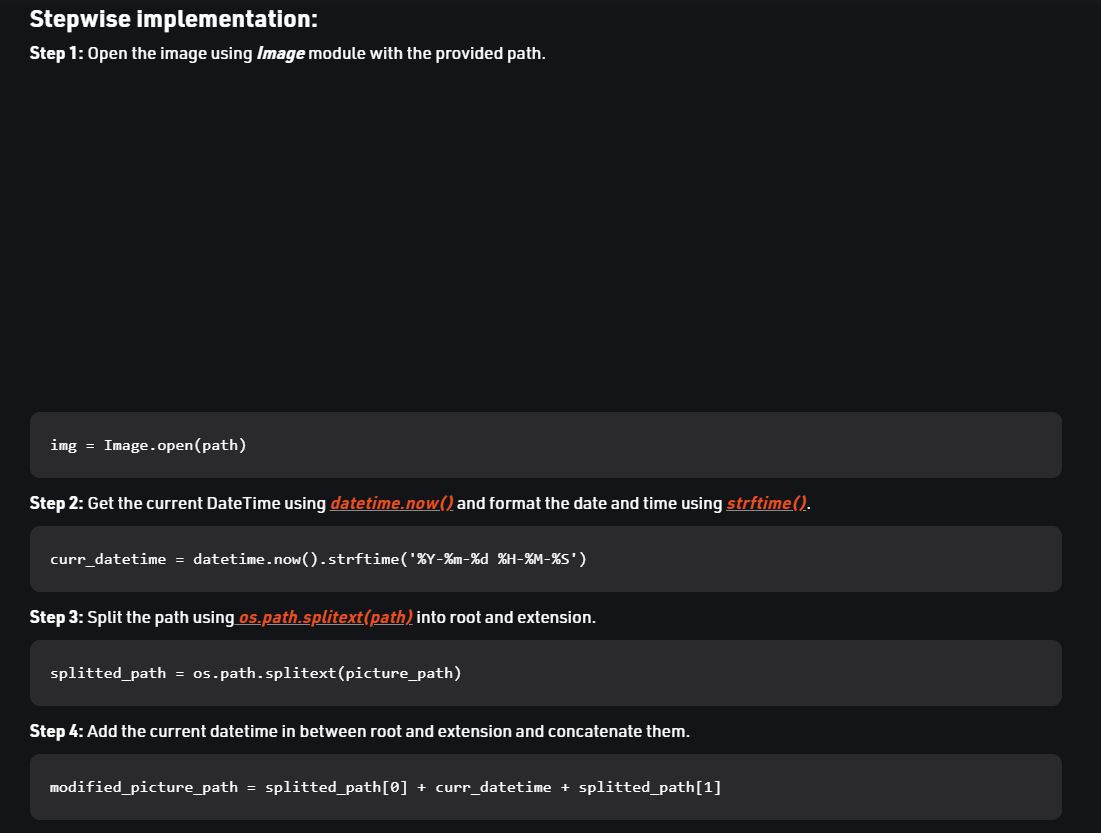 Stepwise implementation:
Step 1: Open the image using Image module with the provided path.
img = Image.open(path)
Step 2: Get the current DateTime using datetime.now() and format the date and time using strftime().
curr_datetime = datetime.now().strftime('%Y-%m-%d %H-%M-%S')
Step 3: Split the path using os.path.splitext(path) into root and extension.
splitted_path = os.path.splitext(picture_path)
Step 4: Add the current datetime in between root and extension and concatenate them.
modified_picture_path = splitted_path[0] + curr_datetime + splitted_path[1]